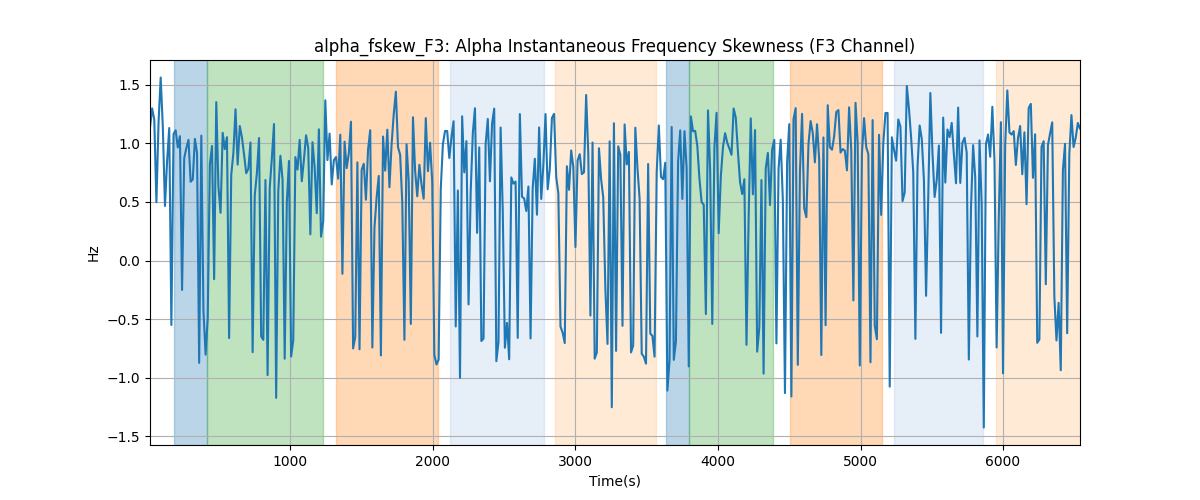 alpha_fskew_F3: Alpha Instantaneous Frequency Skewness (F3 Channel)
1.5
1.0
0.5
0.0
−0.5
−1.0
−1.5
Hz
1000 2000 3000 4000 5000 6000
Time(s)